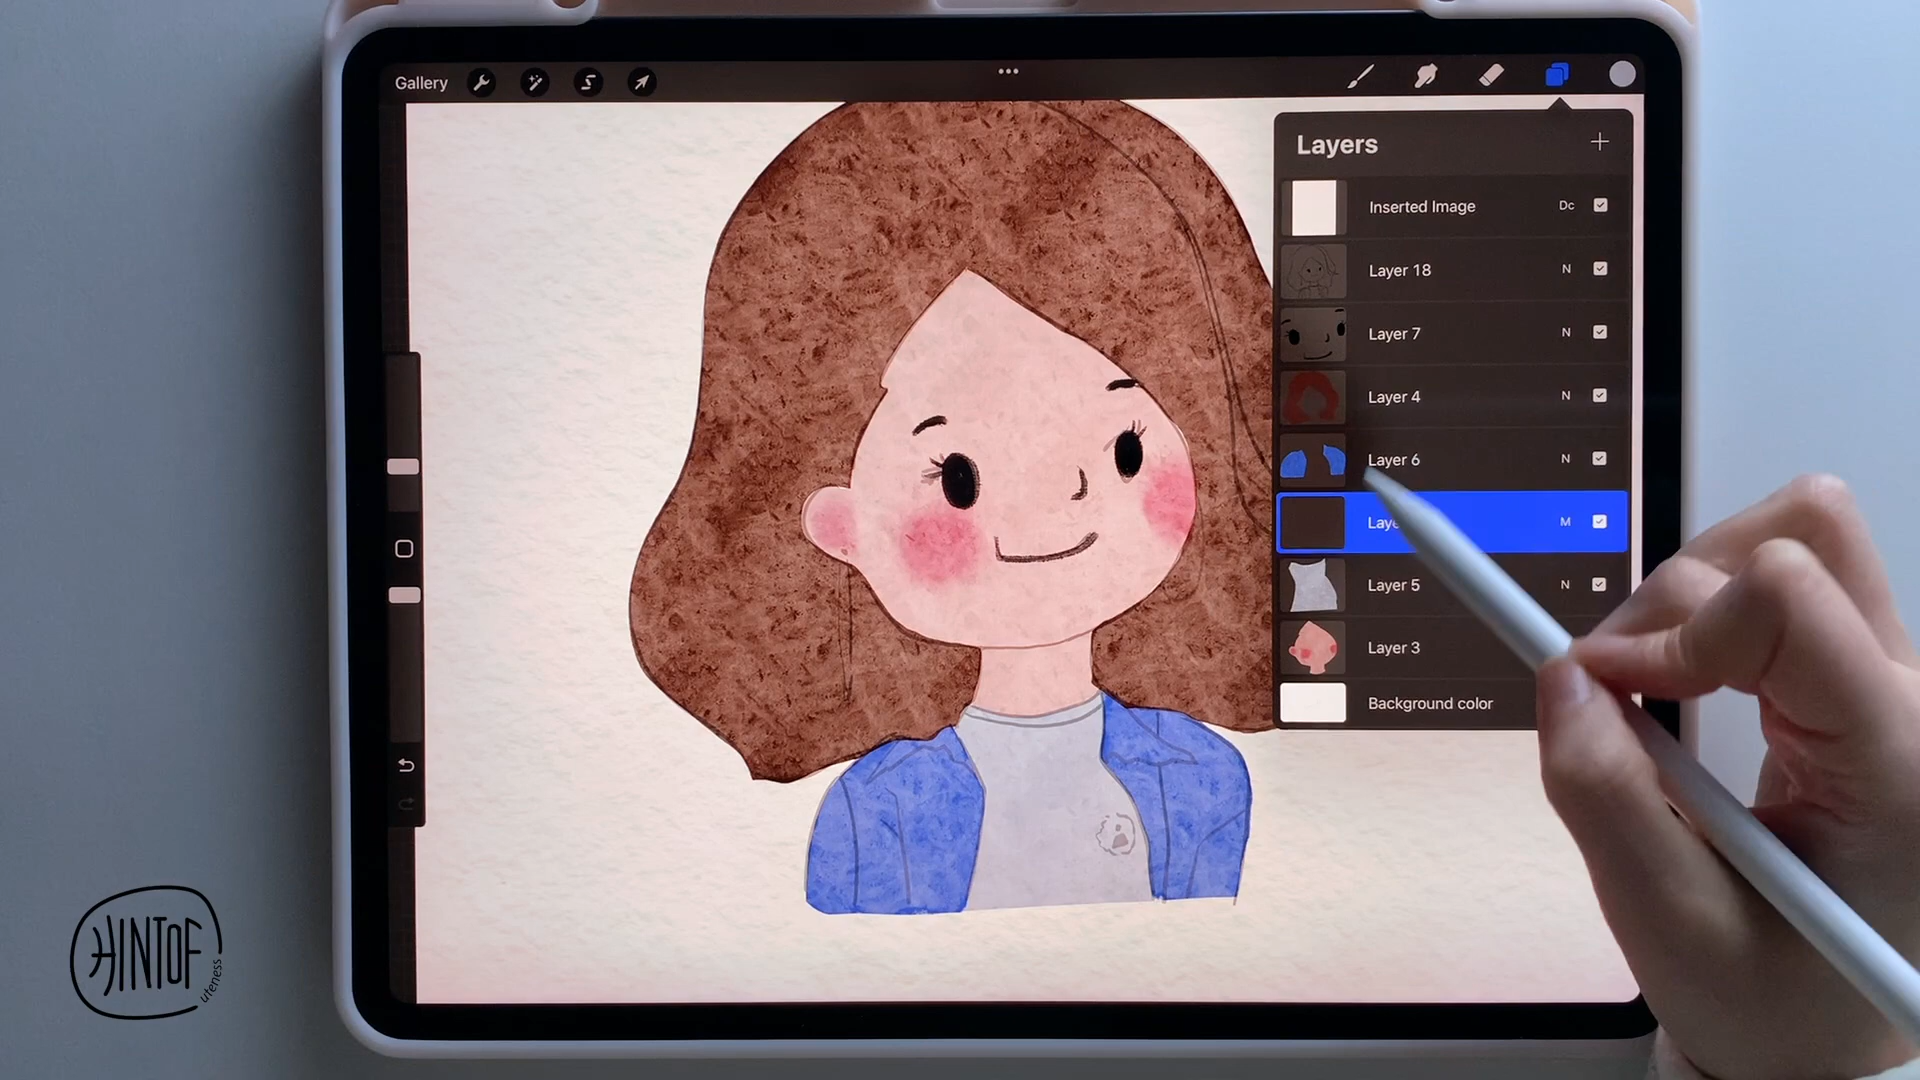 Gallery
Layers
Inserted Image Dc
Layer 18 N
Layer 7 N
Layer 4 N
Layer 6 N
M
Layer 5 N
Layer 3
Background color
HINTOF
uteness